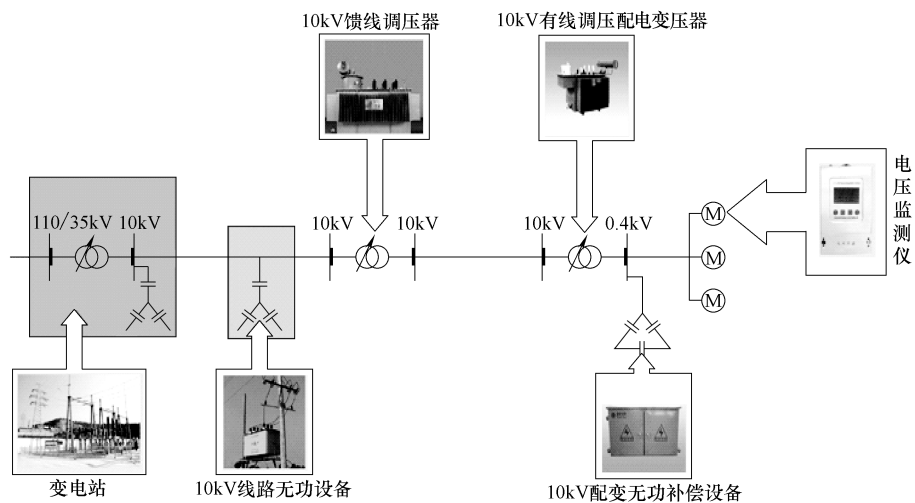 10kV馈线调压器
10kV有线调压配电变压器
电压监测仪
110/35kV
10kV
10kV
10kV
10kV
0.4kV
M
M
M
变电站
10kV线路无功设备
10kV配变无功补偿设备